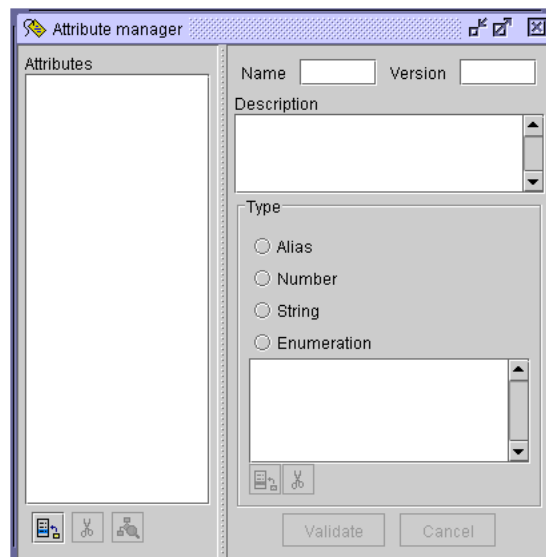 Attribute manager
Attributes
Name Version
Description
Type
Alias
Number
String
Enumeration
Validate Cancel